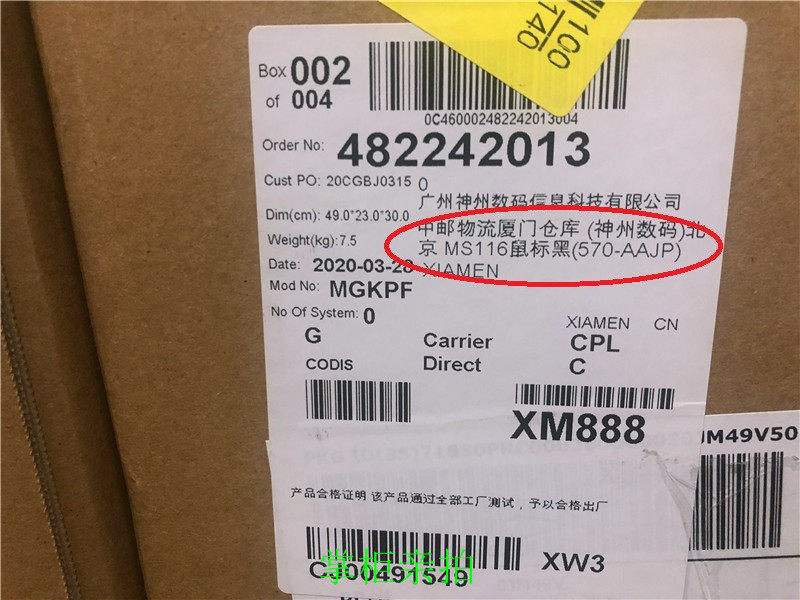 100
140
Box 002
of 004
0C46000248224201З004
Order No: 482242013
Cust PO: 20CGBJ0315 0
广州神州数码信息科技有限公司
Dim(cm): 49.0*23.0*30.0
中邮物流厦门仓库 (神州数码)北
Weight(kg): 7.5
京 MS116鼠标黑(570-AAJP)
Date: 2020-03-28
XIAMEN
Mod No: MGKPF
No Of System: 0
XIAMEN CN
G
Carrier
CPL
CODIS
Direct
C
XM888
JM49V50
产品合格证明 该产品通过全部工厂测试，予以合格出厂
XW3
掌柜亲拍